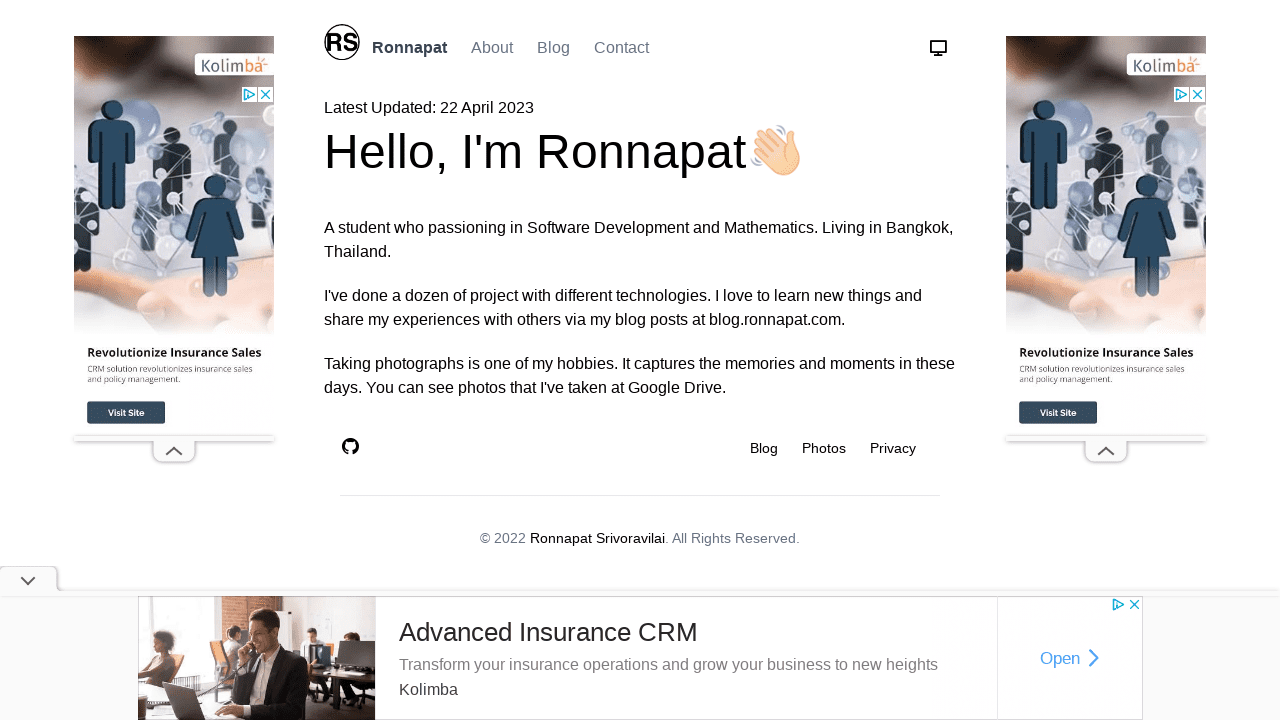 RS
Ronnapat
About
Blog
Contact
Latest Updated: 22 April 2023
Hello, I'm Ronnapat
A student who passioning in Software Development and Mathematics. Living in Bangkok,
Thailand.
I've done a dozen of project with different technologies. I love to learn new things and
share my experiences with others via my blog posts at blog.ronnapat.com.
Taking photographs is one of my hobbies. It captures the memories and moments in these
days. You can see photos that I've taken at Google Drive.
Blog
Photos
Privacy
© 2022 Ronnapat Srivoravilai. All Rights Reserved.
Kolimba
Revolutionize Insurance Sales
CRM solution revolutionizes insurance sales
and policy management.
Visit Site
Kolimba
Revolutionize Insurance Sales
CRM solution revolutionizes insurance sales
and policy management.
Visit Site
Advanced Insurance CRM
Transform your insurance operations and grow your business to new heights
Kolimba
Open